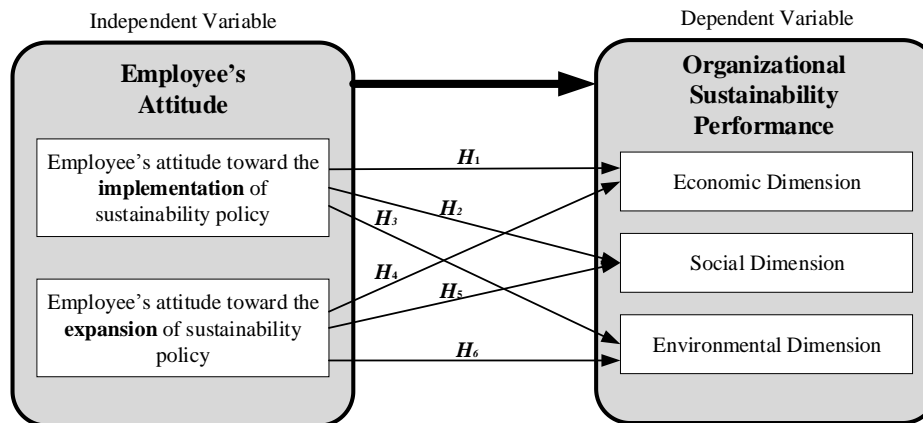 Independent Variable
Dependent Variable
Employee's
Attitude
Organizational
Sustainability
Performance
Employee's attitude toward the
implementation of
sustainability policy
Employee's attitude toward the
expansion of sustainability
policy
H1
H2
H3
H4
H5
H6
Economic Dimension
Social Dimension
Environmental Dimension